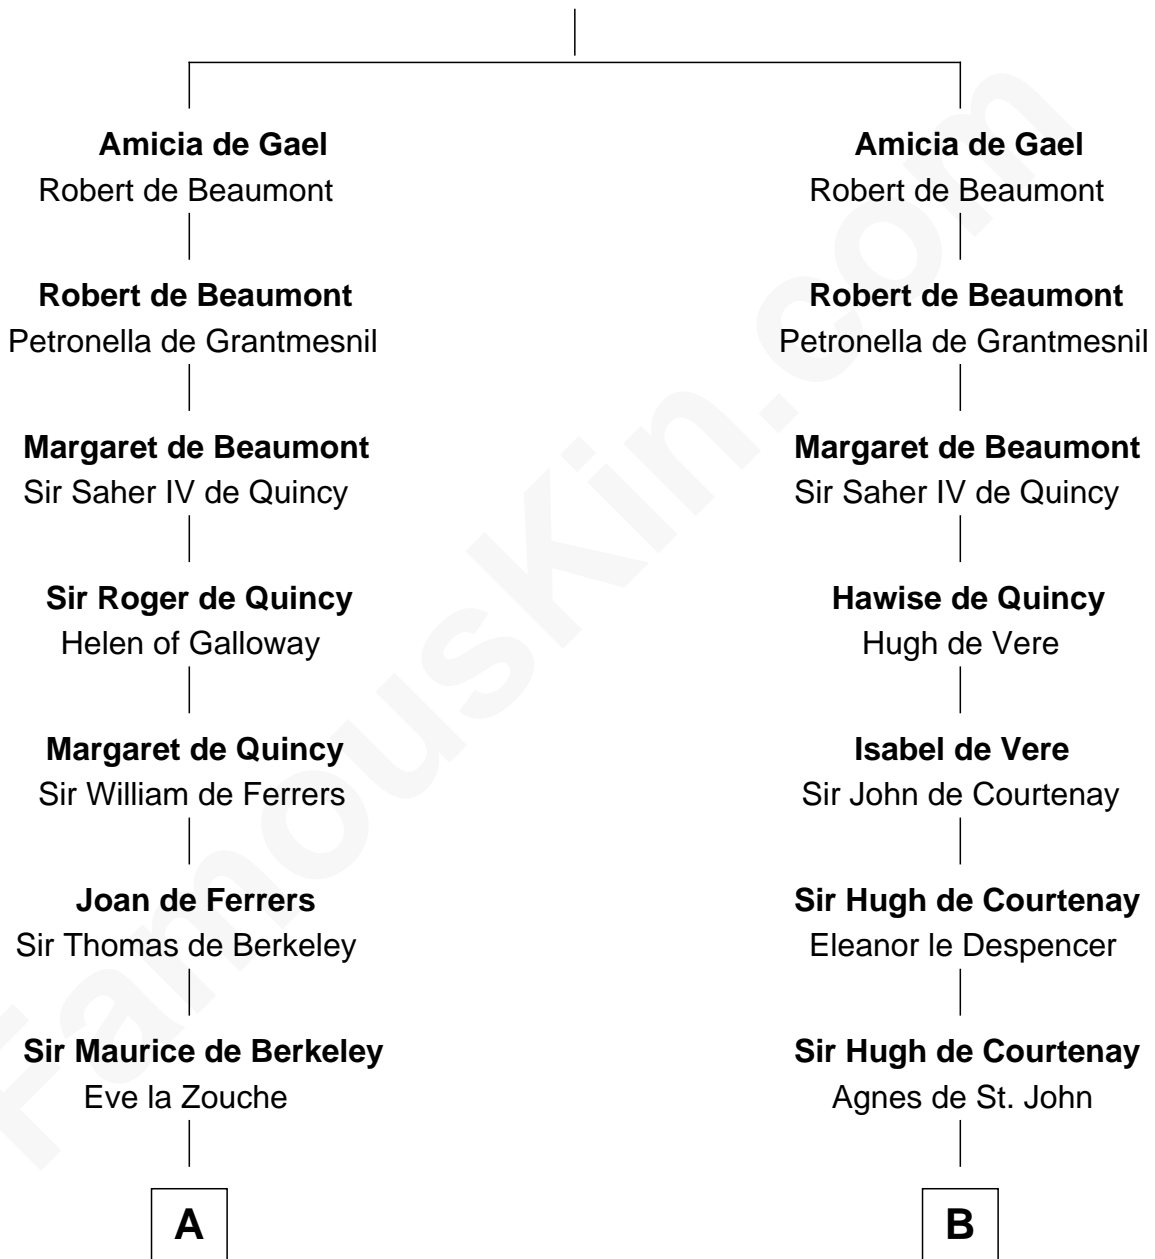 Amicia de Gael
Robert de Beaumont
Robert de Beaumont
Petronella de Grantmesnil
Margaret de Beaumont
Sir Saher IV de Quincy
Sir Roger de Quincy
Helen of Galloway
Margaret de Quincy
Sir William de Ferrers
Joan de Ferrers
Sir Thomas de Berkeley
Sir Maurice de Berkeley
Eve la Zouche
A
Amicia de Gael
Robert de Beaumont
Robert de Beaumont
Petronella de Grantmesnil
Margaret de Beaumont
Sir Saher IV de Quincy
Hawise de Quincy
Hugh de Vere
Isabel de Vere
Sir John de Courtenay
Sir Hugh de Courtenay
Eleanor le Despencer
Sir Hugh de Courtenay
Agnes de St. John
B
FamousKin.com